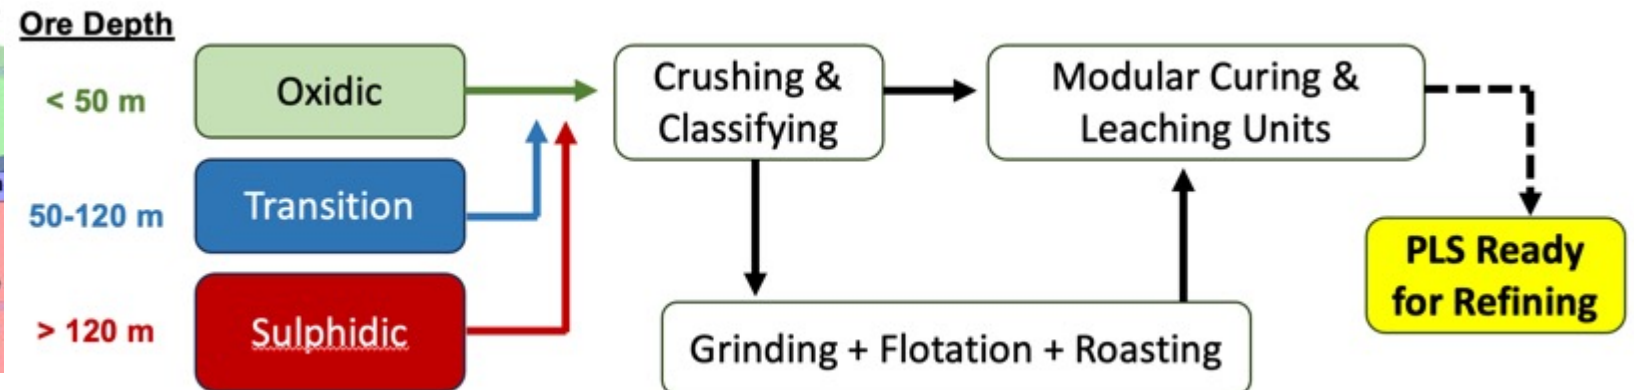 Ore Depth
< 50 m
Oxidic
Crushing &
Classifying
Modular Curing &
Leaching Units
50-120 m
Transition
PLS Ready
for Refining
> 120 m
Sulphidic
Grinding + Flotation + Roasting